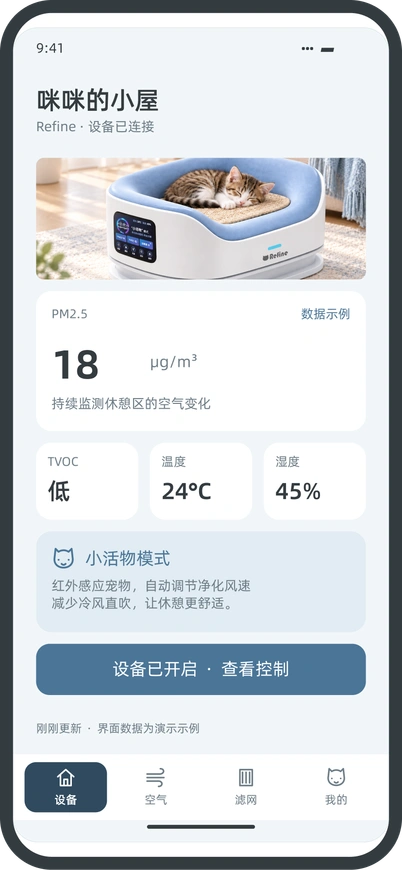 9:41
咪咪的小屋
Refine · 设备已连接
Refine
PM2.5
数据示例
18 μg/m³
持续监测休憩区的空气变化
TVOC
低
温度
24°C
湿度
45%
小活物模式
红外感应宠物，自动调节净化风速
减少冷风直吹，让休憩更舒适。
设备已开启 · 查看控制
刚刚更新 · 界面数据为演示示例
设备
空气
滤网
我的